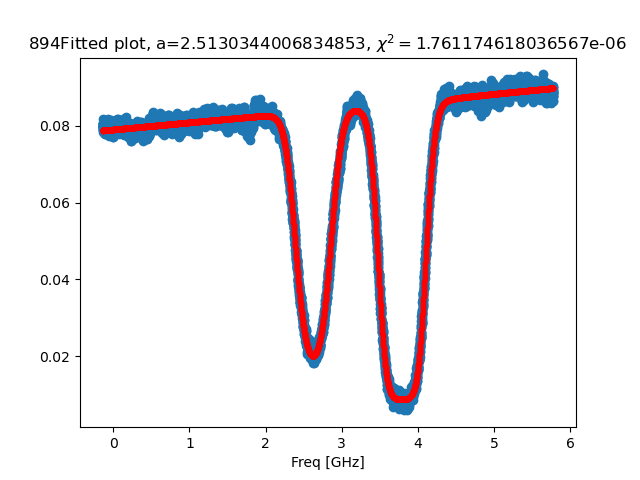 894Fitted plot, a=2.5130344006834853, χ² = 1.761174618036567e-06
0.08
0.06
0.04
0.02
0 1 2 3 4 5 6
Freq [GHz]